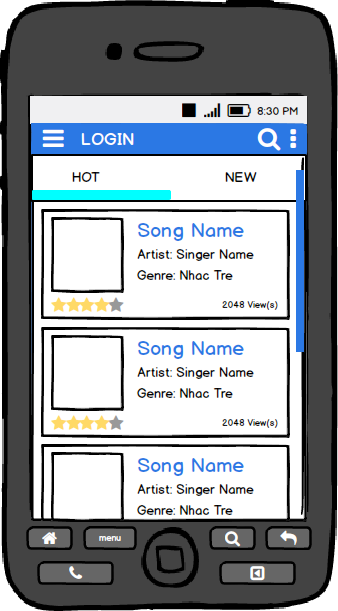 8:30 PM
LOGIN
HOT NEW
Song Name
Artist: Singer Name
Genre: Nhac Tre
2048 View(s)
Song Name
Artist: Singer Name
Genre: Nhac Tre
2048 View(s)
Song Name
Artist: Singer Name
Genre: Nhac Tre
menu